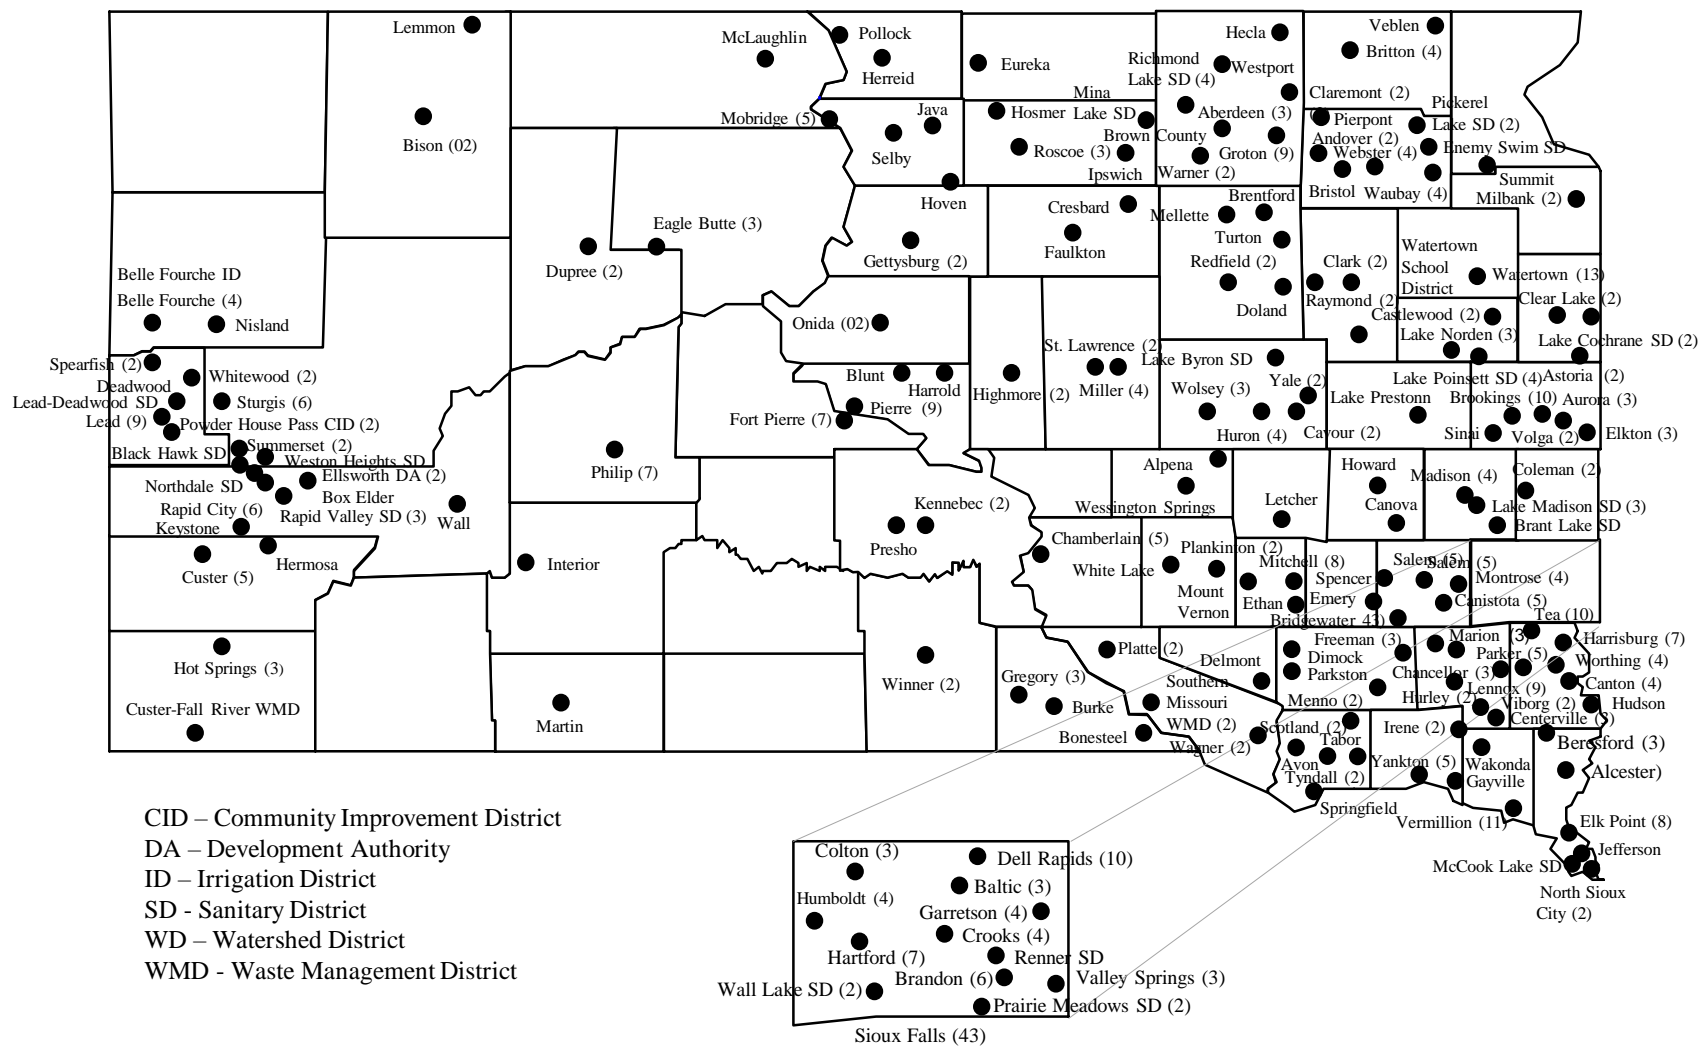 Lemmon
McLaughlin
Pollock
Herreid
Eureka
Hecla
Richmond
Lake SD (4)
Westport
Veblen
Britton (4)
Bison (02)
Mobridge (5)
Java
Selby
Hosmer
Mina
Lake SD
Roscoe (3)
Ipswich
Aberdeen (3)
Brown County
Groton (9)
Warner (2)
Claremont (2)
Pierpont
Andover (2)
Webster (4)
Bristol
Waubay (4)
Pickerel
Lake SD (2)
Enemy Swim SD
Summit
Milbank (2)
Hoven
Eagle Butte (3)
Dupree (2)
Gettysburg (2)
Cresbard
Faulkton
Brentford
Mellette
Turton
Redfield (2)
Doland
Clark (2)
Raymond (2)
Watertown
School
District
Watertown (13)
Castlewood (2)
Clear Lake (2)
Lake Norden (3)
Lake Cochrane SD (2)
Belle Fourche ID
Belle Fourche (4)
Nisland
Onida (02)
St. Lawrence (2)
Miller (4)
Lake Byron SD
Wolsey (3)
Yale (2)
Huron (4)
Cavour (2)
Spearfish (2)
Whitewood (2)
Deadwood
Lead-Deadwood SD
Sturgis (6)
Lead (9)
Powder House Pass CID (2)
Black Hawk SD
Summerset (2)
Weston Heights SD
Northdale SD
Ellsworth DA (2)
Box Elder
Rapid City (6)
Rapid Valley SD (3)
Keystone
Wall
Blunt
Harrold
Pierre (9)
Fort Pierre (7)
Highmore (2)
Philip (7)
Lake Prestonn
Lake Poinsett SD (4)
Astoria (2)
Brookings (10)
Aurora (3)
Sinai
Volga (2)
Elkton (3)
Kennebec (2)
Presho
Alpena
Wessington Springs
Letcher
Howard
Canova
Madison (4)
Coleman (2)
Lake Madison SD (3)
Brant Lake SD
Custer (5)
Hermosa
Interior
Chamberlain (5)
White Lake
Plankinton (2)
Mount
Vernon
Mitchell (8)
Ethan
Spencer
Emery
Salem (5)
Salem (5)
Montrose (4)
Canistota (5)
Bridgewater 43)
Hot Springs (3)
Custer-Fall River WMD
Martin
Winner (2)
Gregory (3)
Burke
Bonesteel
Platte (2)
Southern
Missouri
WMD (2)
Wagner (2)
Delmont
Freeman (3)
Dimock
Parkston
Menno (2)
Marion (3)
Parker (5)
Chancellor (3)
Hurley (2)
Lennox (9)
Viborg (2)
Centerville (3)
Tea (10)
Harrisburg (7)
Worthing (4)
Canton (4)
Hudson
Scotland (2)
Tabor
Avon
Tyndall (2)
Springfield
Irene (2)
Yankton (5)
Wakonda
Gayville
Vermillion (11)
Beresford (3)
Alcester)
Elk Point (8)
Jefferson
McCook Lake SD
North Sioux
City (2)
CID – Community Improvement District
DA – Development Authority
ID – Irrigation District
SD - Sanitary District
WD – Watershed District
WMD - Waste Management District
Colton (3)
Dell Rapids (10)
Baltic (3)
Humboldt (4)
Garretson (4)
Crooks (4)
Hartford (7)
Renner SD
Brandon (6)
Valley Springs (3)
Wall Lake SD (2)
Prairie Meadows SD (2)
Sioux Falls (43)